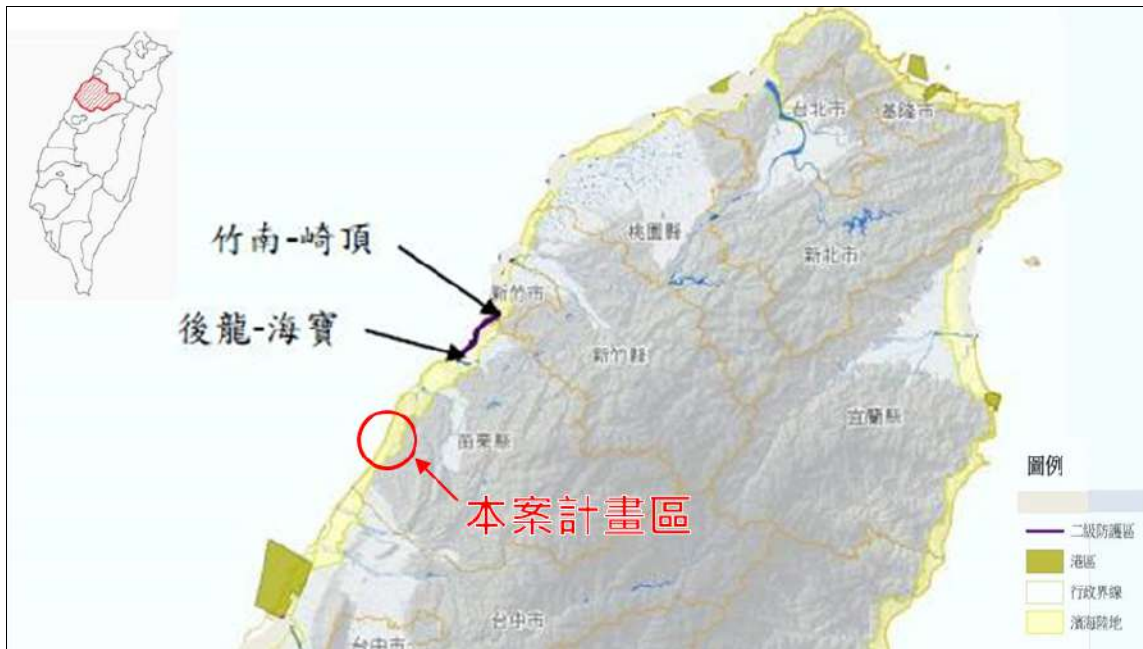 台北市
基隆市
桃園縣
新北市
竹南-崎頂
新竹市
後龍-海寶
新竹縣
宜蘭縣
苗栗縣
圖例
本案計畫區
二級防護區
港區
行政界線
濱海陸地
台中市
台中市